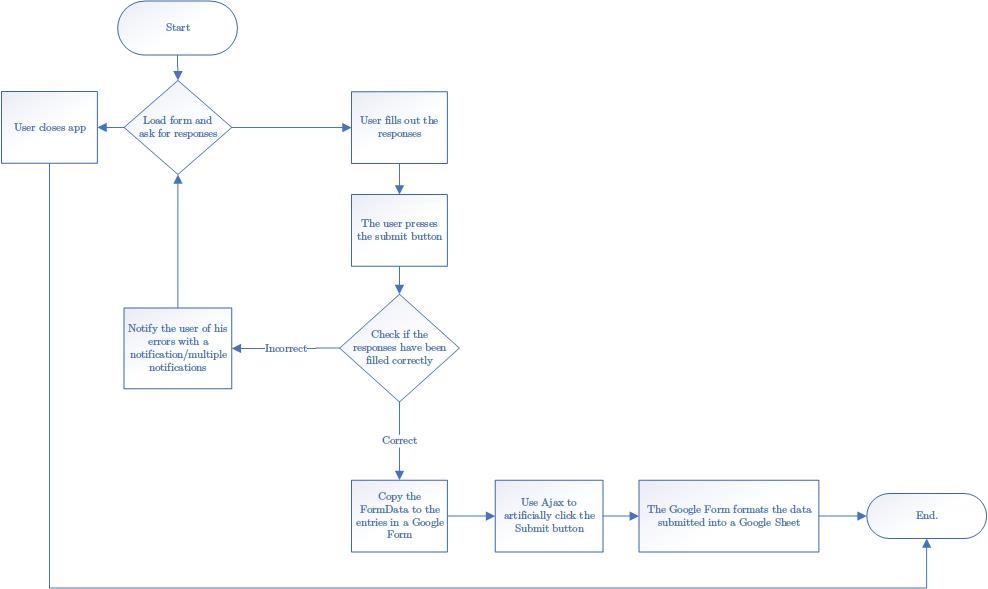 Start
User closes app
Load form and
ask for responses
User fills out the
responses
The user presses
the submit button
Notify the user of his
errors with a
notification/multiple
notifications
Incorrect
Check if the
responses have been
filled correctly
Correct
Copy the
FormData to the
entries in a Google
Form
Use Ajax to
artificially click the
Submit button
The Google Form formats the data
submitted into a Google Sheet
End.